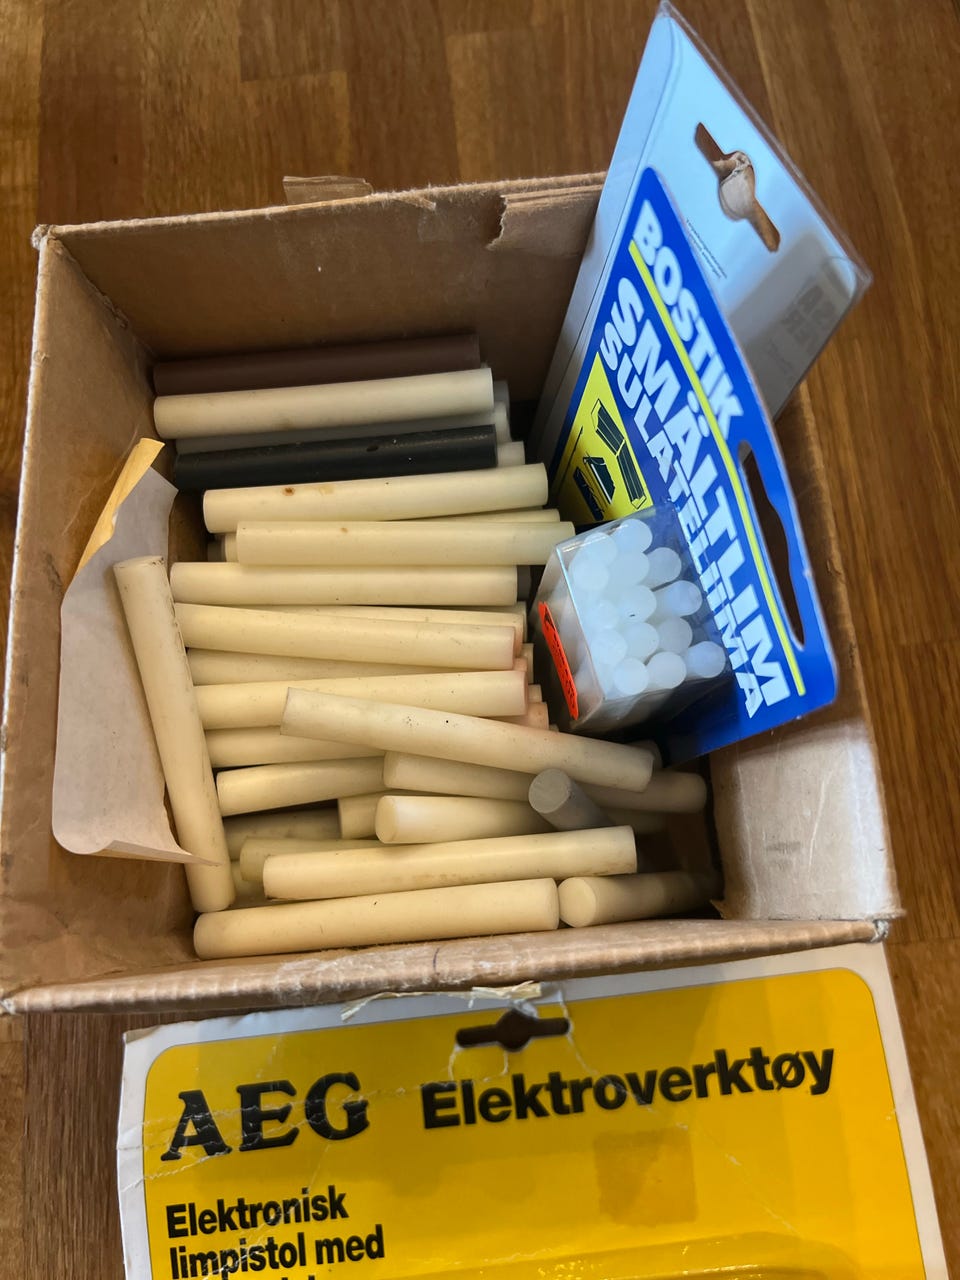 BOSTIK
SMÄLTLIM
SULATELIIMA
AEG Elektroverktøy
Elektronisk
limpistol med